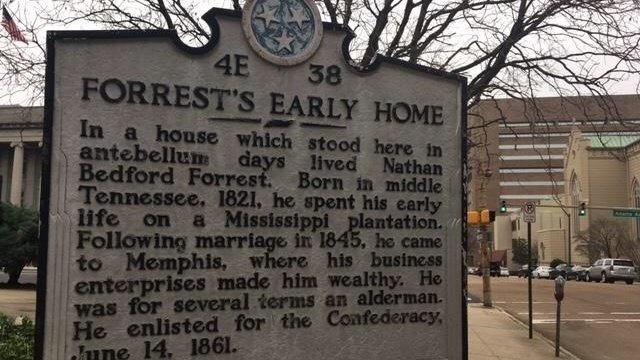 4E 38
FORREST'S EARLY HOME
In a house which stood here in
antebellum days lived Nathan
Bedford Forrest. Born in middle
Tennessee, 1821, he spent his early
life on a Mississippi plantation.
Following marriage in 1845, he came
to Memphis, where his business
enterprises made him wealthy. He
was for several terms an alderman.
He enlisted for the Confederacy,
June 14, 1861.